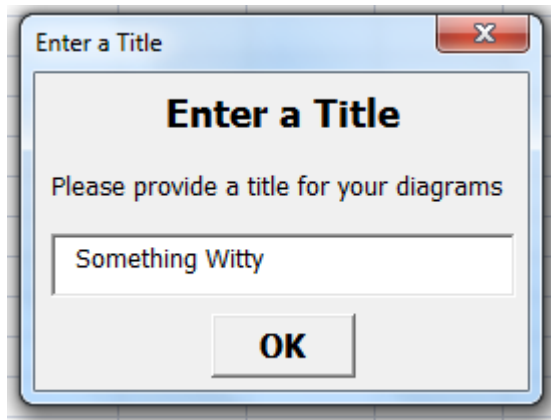 Enter a Title
Enter a Title
Please provide a title for your diagrams
Something Witty
OK